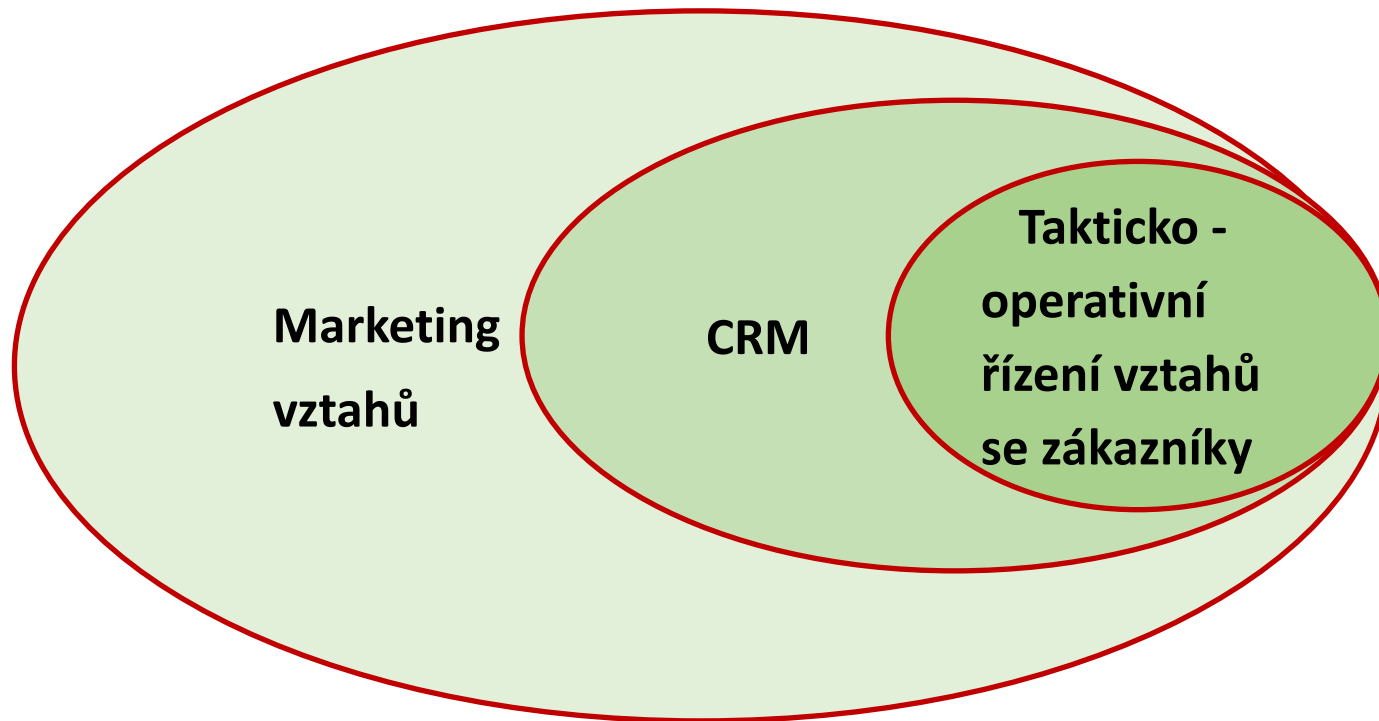 Marketing
vztahů
CRM
Takticko -
operativní
řízení vztahů
se zákazníky